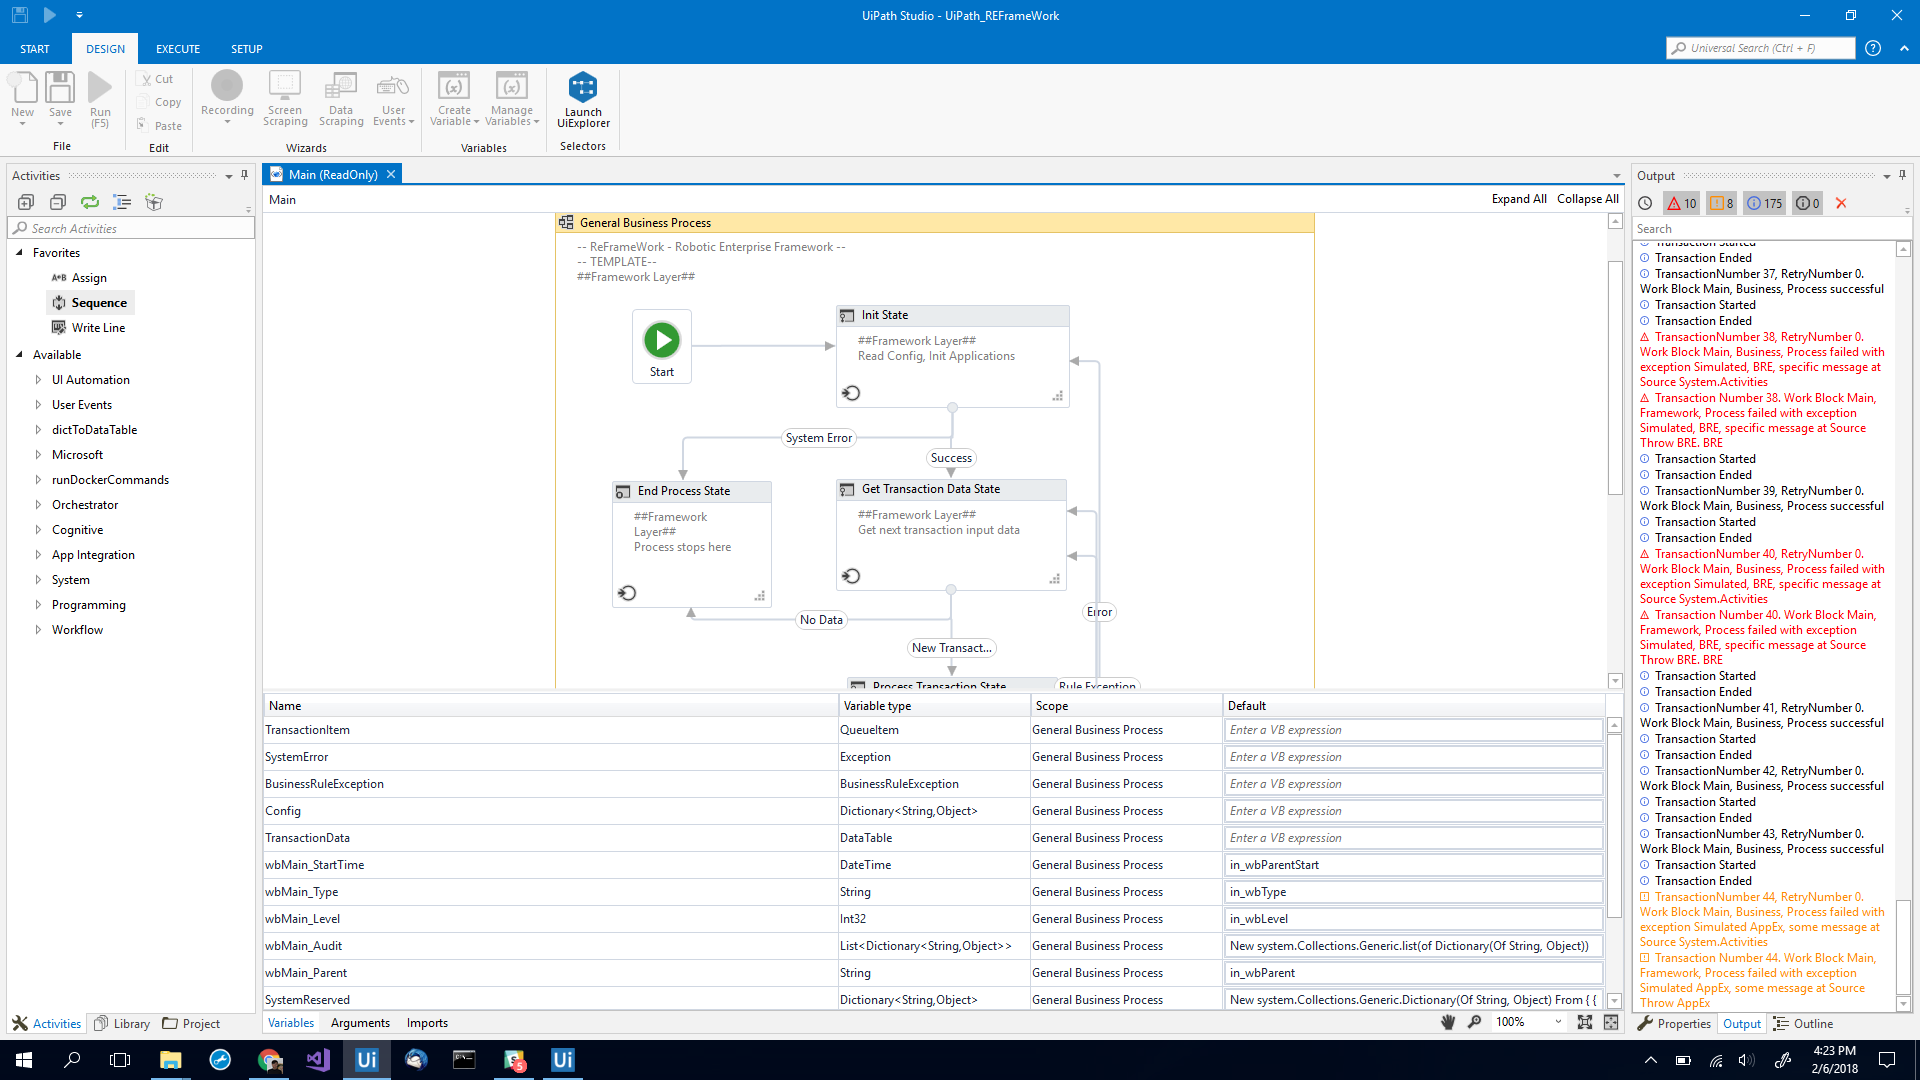 UiPath Studio - UiPath_REFrameWork
START
DESIGN
EXECUTE
SETUP
Universal Search (Ctrl + F)
New
Save
Run
(F5)
File
Cut
Copy
Paste
Edit
Recording
Screen
Scraping
Data
Scraping
User
Events
Wizards
Create
Variable
Manage
Variables
Variables
Launch
UiExplorer
Selectors
Activities
Search Activities
Favorites
Assign
Sequence
Write Line
Available
UI Automation
User Events
dictToDataTable
Microsoft
runDockerCommands
Orchestrator
Cognitive
App Integration
System
Programming
Workflow
Activities
Library
Project
Main (ReadOnly)
Main
Expand All
Collapse All
General Business Process
-- ReFrameWork - Robotic Enterprise Framework --
-- TEMPLATE--
##Framework Layer##
Start
Init State
##Framework Layer##
Read Config, Init Applications
System Error
Success
End Process State
##Framework
Layer##
Process stops here
Get Transaction Data State
##Framework Layer##
Get next transaction input data
Error
No Data
New Transact...
Process Transaction State
Rule Exception
Name Variable type Scope Default
TransactionItem QueueItem General Business Process Enter a VB expression
SystemError Exception General Business Process Enter a VB expression
BusinessRuleException BusinessRuleException General Business Process Enter a VB expression
Config Dictionary<String,Object> General Business Process Enter a VB expression
TransactionData DataTable General Business Process Enter a VB expression
wbMain_StartTime DateTime General Business Process in_wbParentStart
wbMain_Type String General Business Process in_wbType
wbMain_Level Int32 General Business Process in_wbLevel
wbMain_Audit List<Dictionary<String,Object>> General Business Process New system.Collections.Generic.list(of Dictionary(Of String, Object))
wbMain_Parent String General Business Process in_wbParent
SystemReserved Dictionary<String,Object> General Business Process New system.Collections.Generic.Dictionary(Of String, Object) From { {
Variables
Arguments
Imports
100%
Output
10
8
175
0
Search
Transaction Started
Transaction Ended
TransactionNumber 37, RetryNumber 0.
Work Block Main, Business, Process successful
Transaction Started
Transaction Ended
TransactionNumber 38, RetryNumber 0.
Work Block Main, Business, Process failed with
exception Simulated, BRE, specific message at
Source System.Activities
Transaction Number 38. Work Block Main,
Framework, Process failed with exception
Simulated, BRE, specific message at Source
Throw BRE. BRE
Transaction Started
Transaction Ended
TransactionNumber 39, RetryNumber 0.
Work Block Main, Business, Process successful
Transaction Started
Transaction Ended
TransactionNumber 40, RetryNumber 0.
Work Block Main, Business, Process failed with
exception Simulated, BRE, specific message at
Source System.Activities
Transaction Number 40. Work Block Main,
Framework, Process failed with exception
Simulated, BRE, specific message at Source
Throw BRE. BRE
Transaction Started
Transaction Ended
TransactionNumber 41, RetryNumber 0.
Work Block Main, Business, Process successful
Transaction Started
Transaction Ended
TransactionNumber 42, RetryNumber 0.
Work Block Main, Business, Process successful
Transaction Started
Transaction Ended
TransactionNumber 43, RetryNumber 0.
Work Block Main, Business, Process successful
Transaction Started
Transaction Ended
TransactionNumber 44, RetryNumber 0.
Work Block Main, Business, Process failed with
exception Simulated AppEx, some message at
Source System.Activities
Transaction Number 44. Work Block Main,
Framework, Process failed with exception
Simulated AppEx, some message at Source
Throw AppEx
Properties
Output
Outline
Ui
5
Ui
4:23 PM
2/6/2018